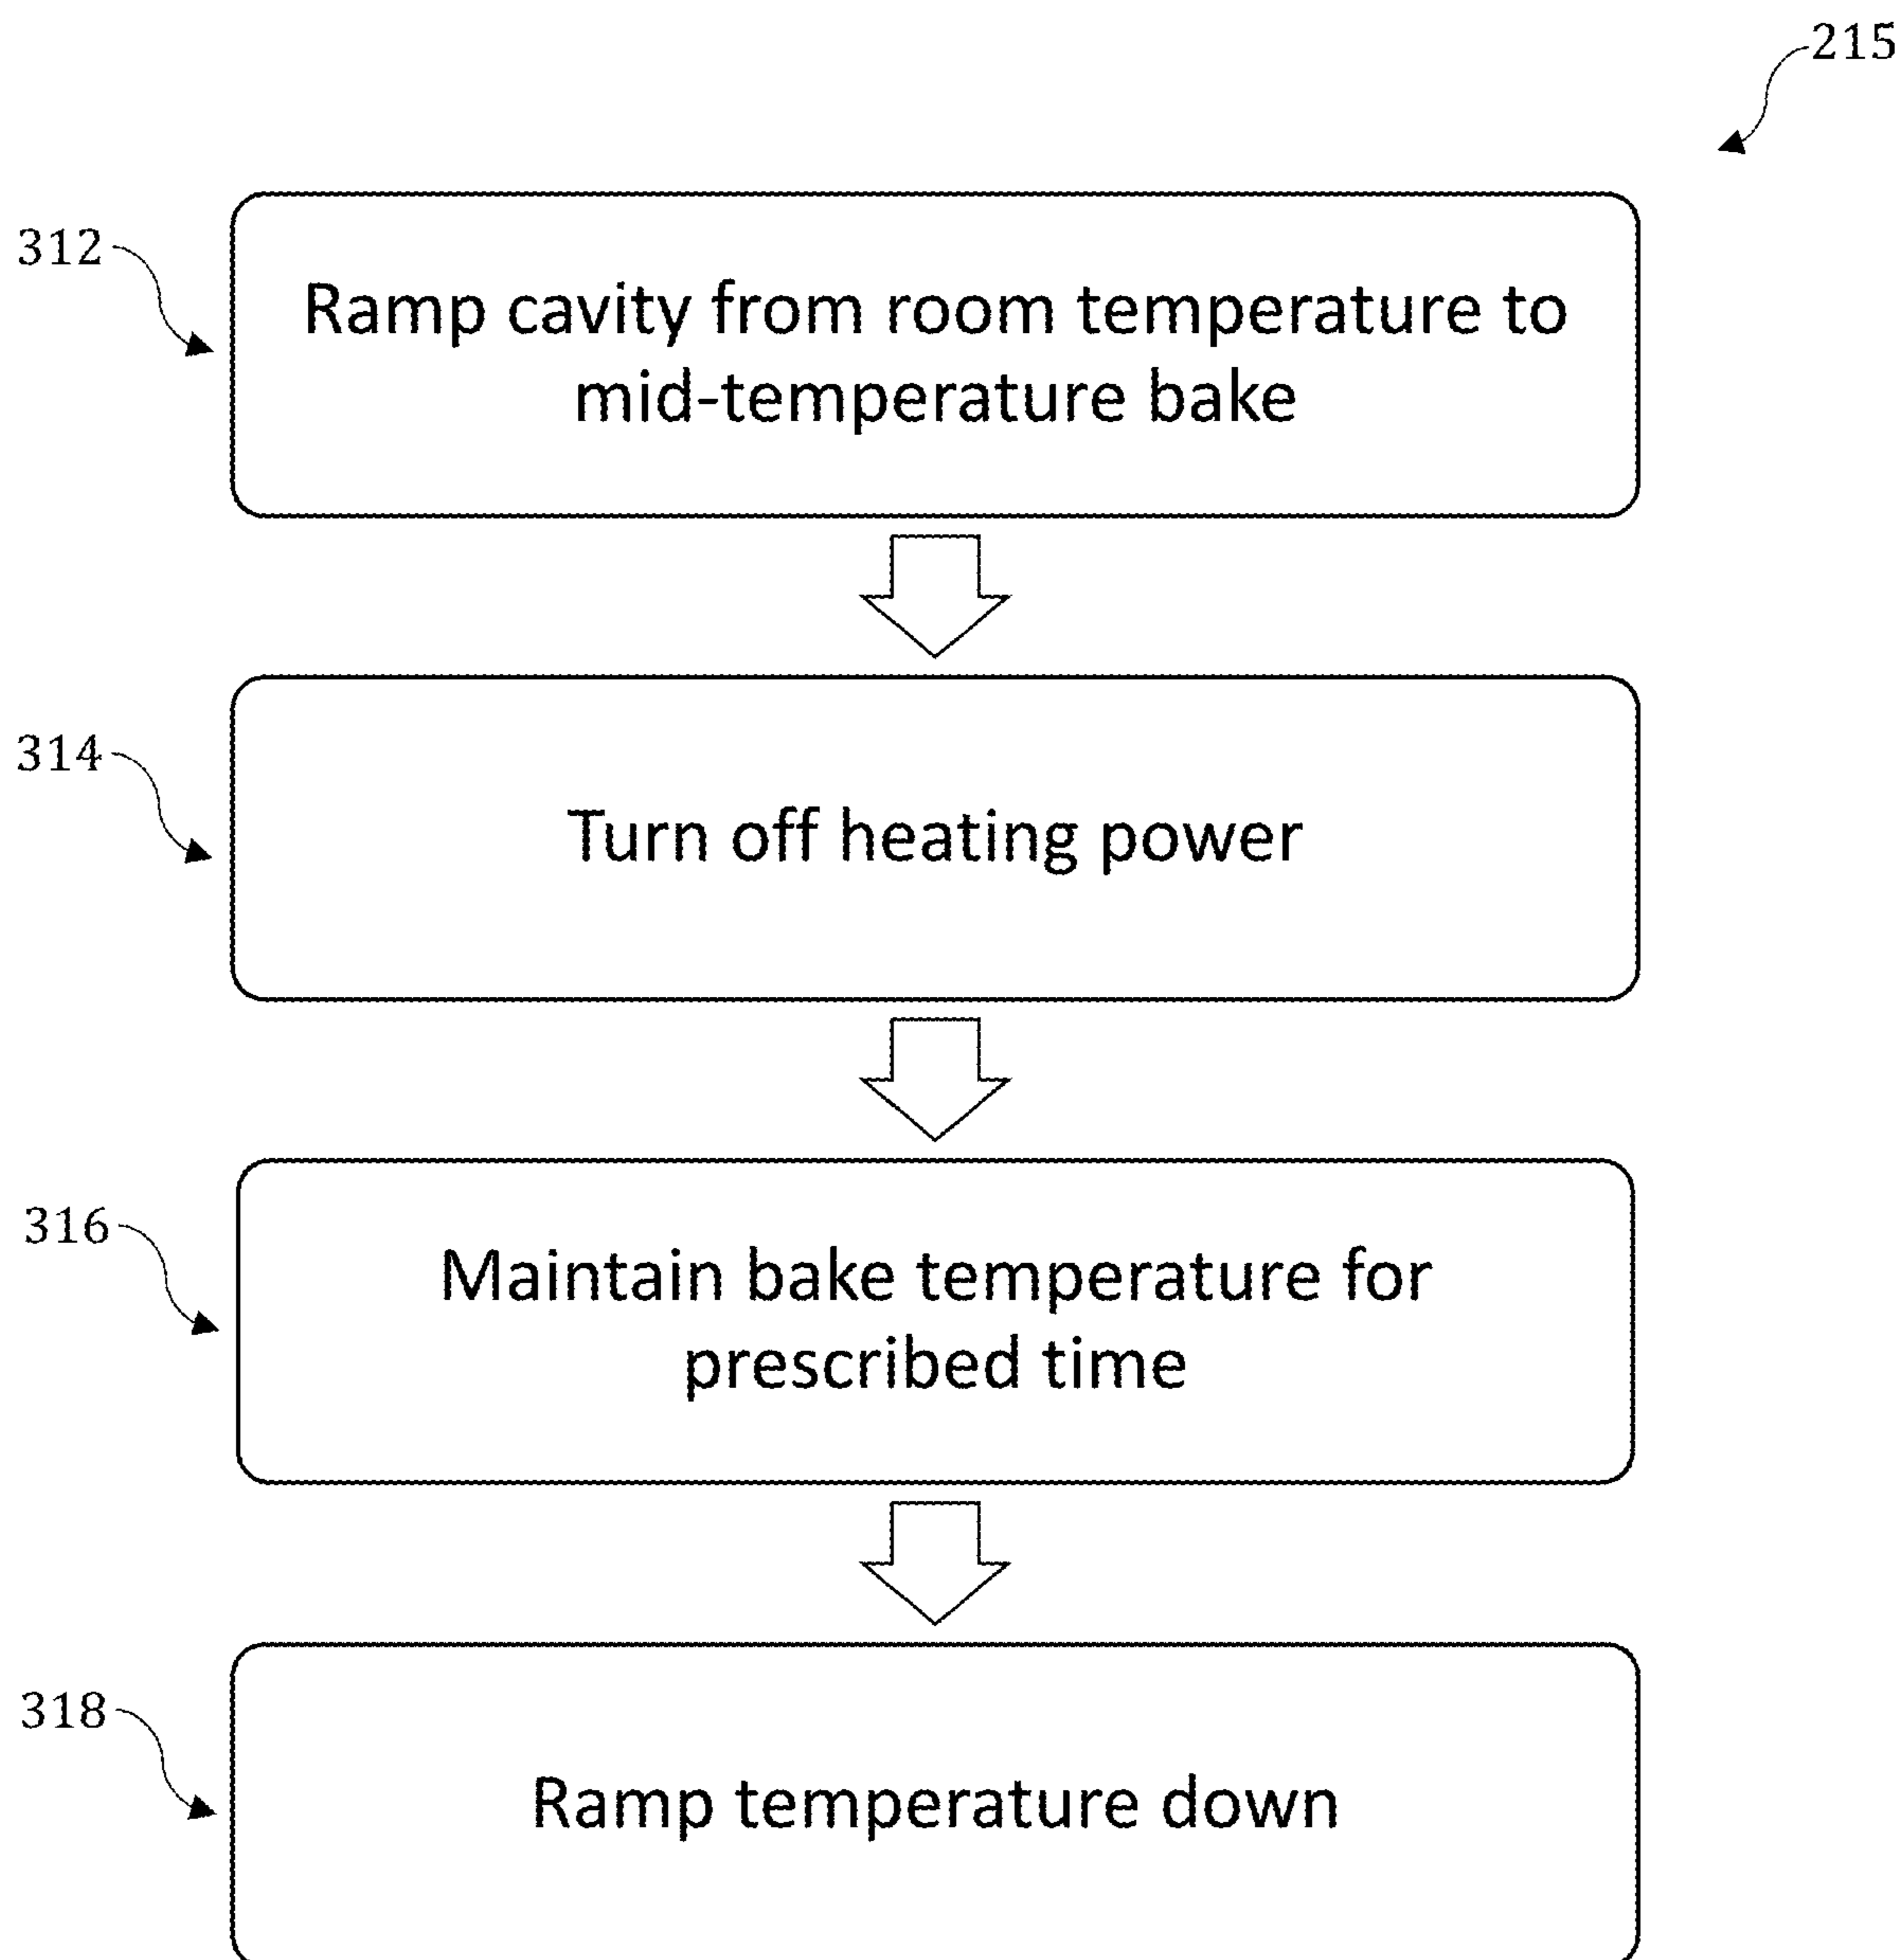 215
312
Ramp cavity from room temperature to
mid-temperature bake
314
Turn off heating power
316
Maintain bake temperature for
prescribed time
318
Ramp temperature down